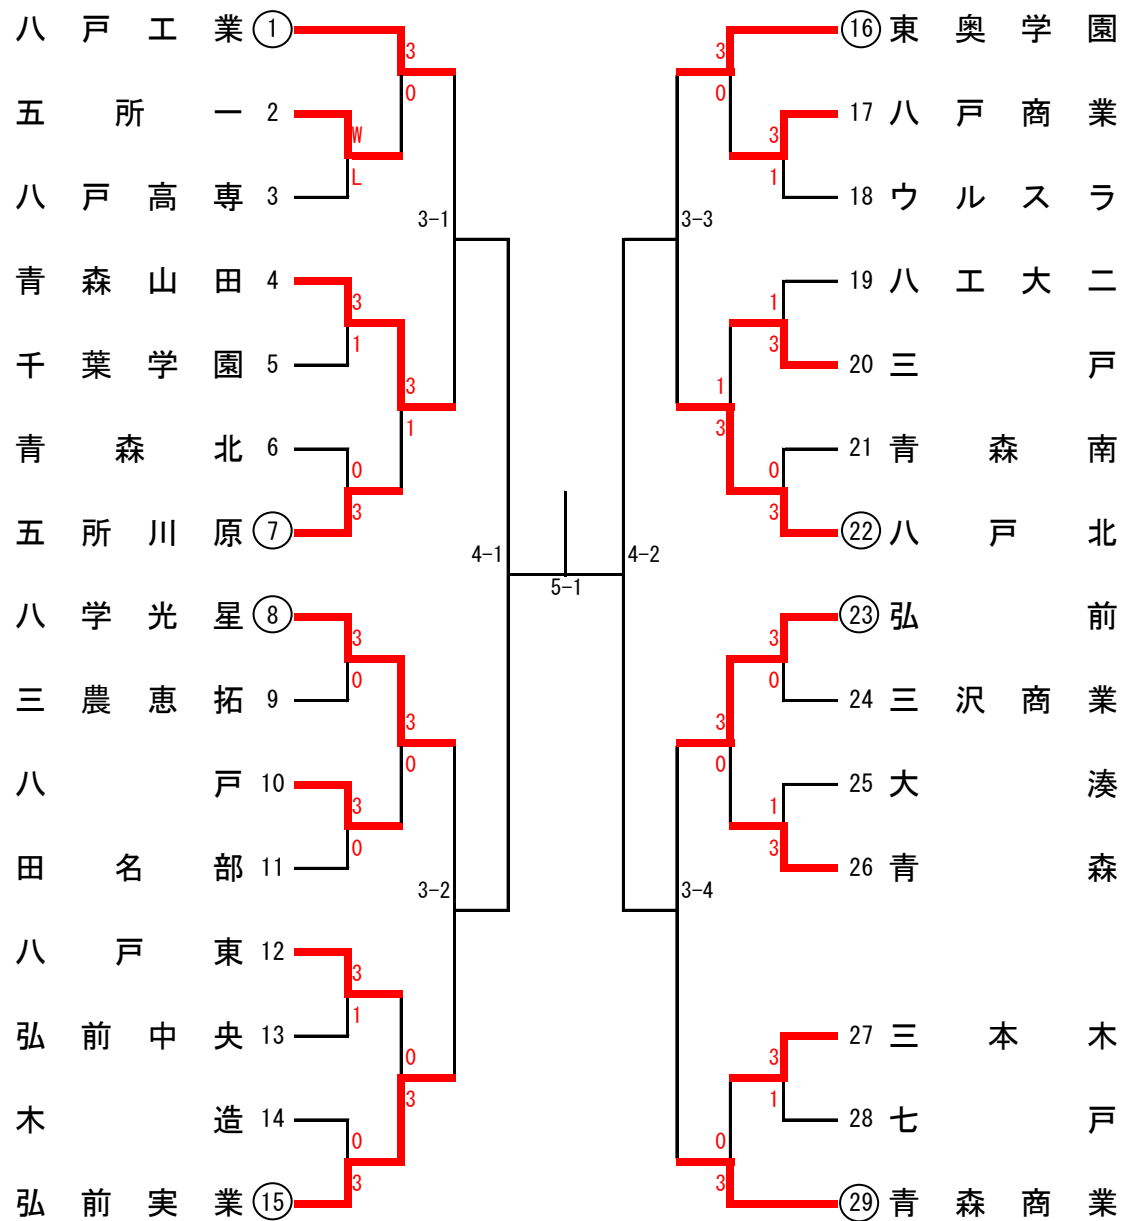 八戸工業 ① ⑯ 東奥学園
3 3
0 0
五所一 2 17 八戸商業
W 3
L 1
八戸高専 3 18 ウルスラ
3-1 3-3
青森山田 4 19 八工大二
3 1
1 3
千葉学園 5 20 三戸
3 1
1 3
青森北 6 21 青森南
0 0
3 3
五所川原 ⑦ ㉒ 八戸北
4-1 4-2
5-1
八学光星 ⑧ ㉓ 弘前
3 3
0 0
三農恵拓 9 24 三沢商業
3 3
0 0
八戸 10 25 大湊
3 1
0 3
田名部 11 26 青森
3-2 3-4
八戸東 12
3
1
弘前中央 13 27 三本木
0 3
3 1
木造 14 28 七戸
0 0
3 3
弘前実業 ⑮ ㉙ 青森商業